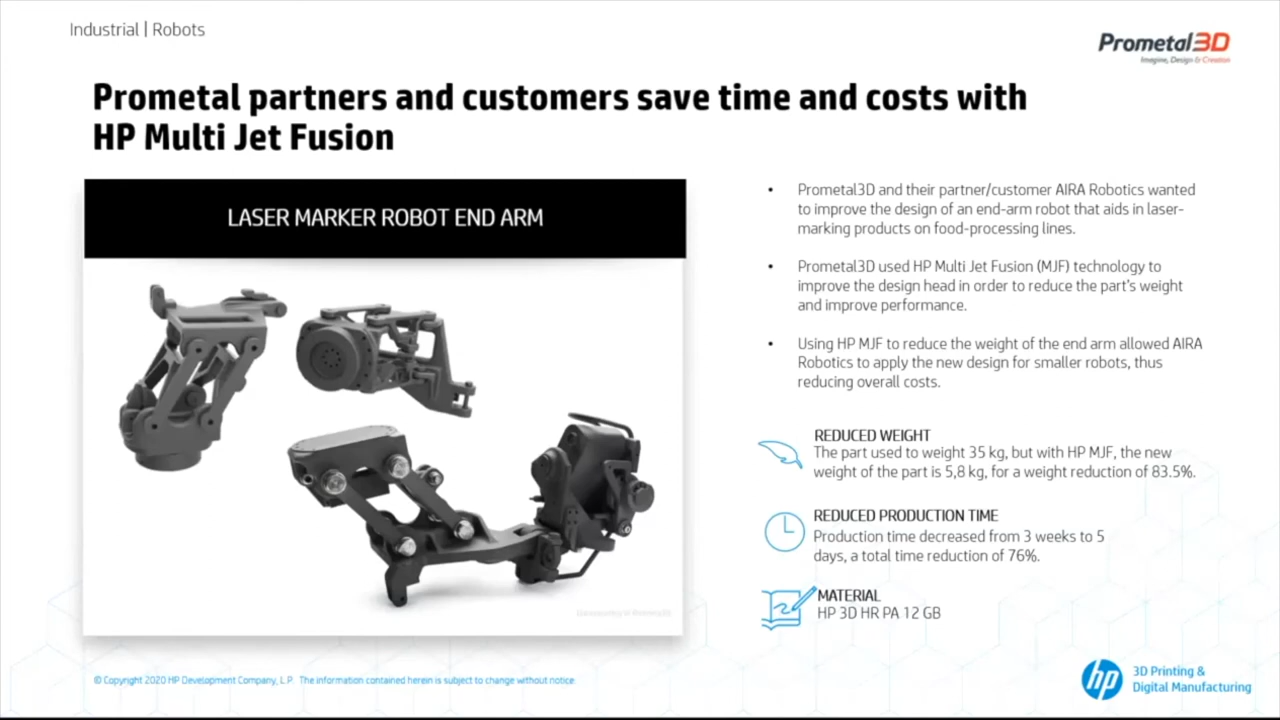 Industrial | Robots
Prometal3D
Imagine, Design & Creation
Prometal partners and customers save time and costs with
HP Multi Jet Fusion
LASER MARKER ROBOT END ARM
• Prometal3D and their partner/customer AIRA Robotics wanted
to improve the design of an end-arm robot that aids in laser-
marking products on food-processing lines.
• Prometal3D used HP Multi Jet Fusion (MJF) technology to
improve the design head in order to reduce the part's weight
and improve performance.
• Using HP MJF to reduce the weight of the end arm allowed AIRA
Robotics to apply the new design for smaller robots, thus
reducing overall costs.
REDUCED WEIGHT
The part used to weight 35 kg, but with HP MJF, the new
weight of the part is 5,8 kg, for a weight reduction of 83.5%.
REDUCED PRODUCTION TIME
Production time decreased from 3 weeks to 5
days, a total time reduction of 76%.
MATERIAL
HP 3D HR PA 12 GB
© Copyright 2020 HP Development Company, L.P. The information contained herein is subject to change without notice.
hp
3D Printing &
Digital Manufacturing